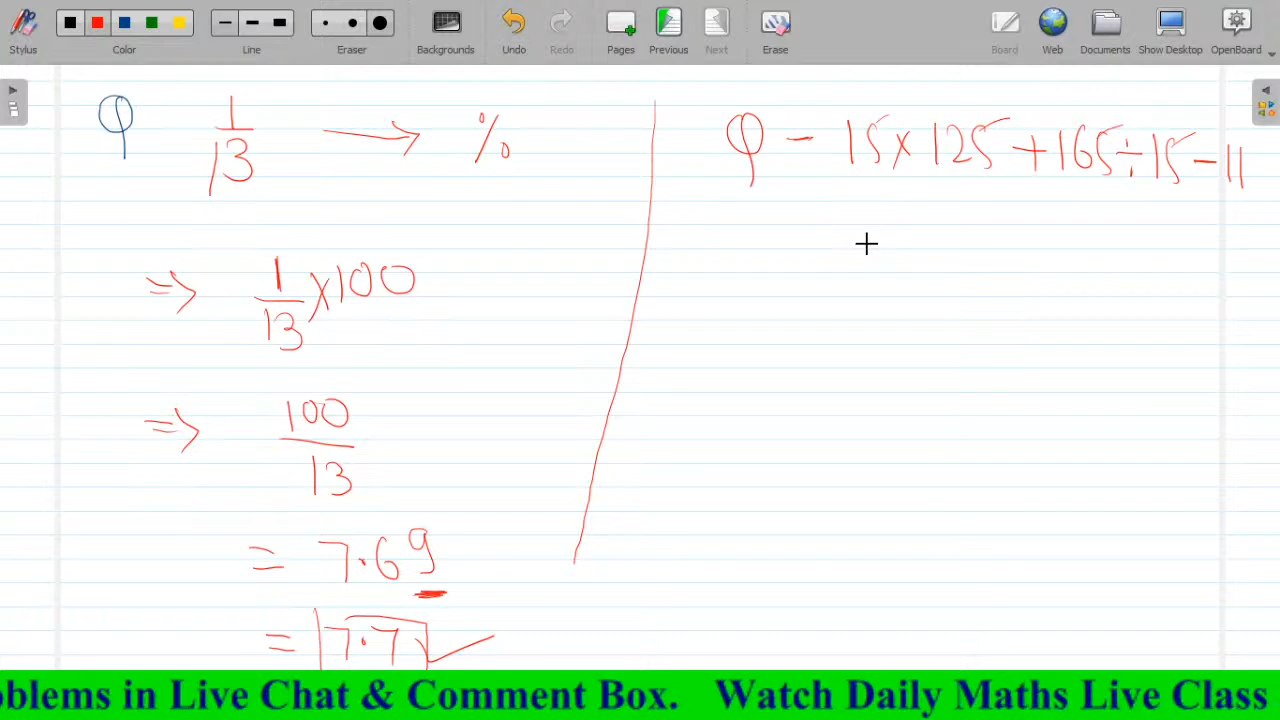 Stylus
Color
Line
Eraser
Backgrounds
Undo
Redo
Pages
Previous
Next
Erase
Board
Web
Documents
Show Desktop
OpenBoard
Q 1/13 → %
⇒ 1/13 × 100
⇒ 100/13
= 7.69
= 7.7
Q - 15 × 125 + 165 ÷ 15 - 11
oblems in Live Chat & Comment Box. Watch Daily Maths Live Class